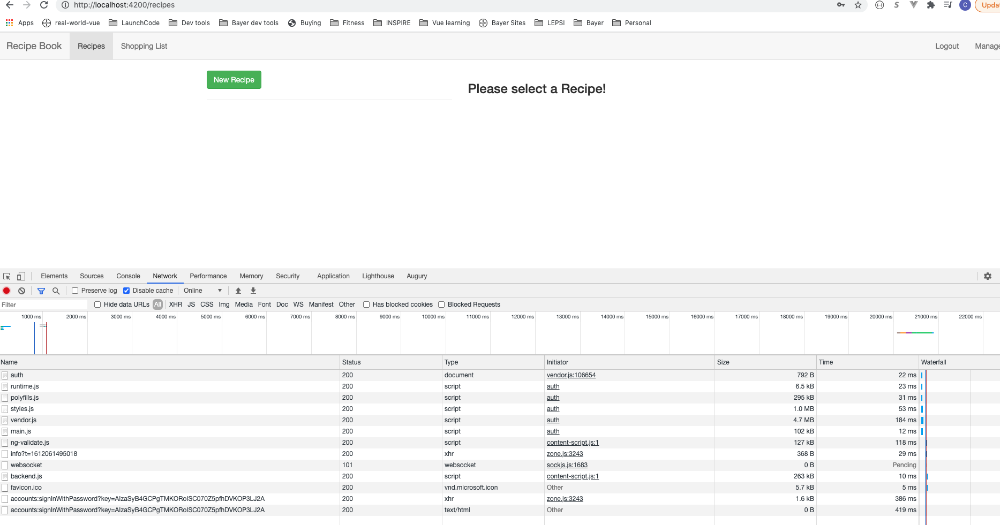 http://localhost:4200/recipes C Updat
Apps real-world-vue LaunchCode Dev tools Bayer dev tools Buying Fitness INSPIRE Vue learning Bayer Sites LEPSI Bayer Personal
Recipe Book Recipes Shopping List Logout Manage
New Recipe
Please select a Recipe!
Elements Sources Console Network Performance Memory Security Application Lighthouse Augury
Preserve log Disable cache Online
Filter Hide data URLs All XHR JS CSS Img Media Font Doc WS Manifest Other Has blocked cookies Blocked Requests
1000 ms 2000 ms 3000 ms 4000 ms 5000 ms 6000 ms 7000 ms 8000 ms 9000 ms 10000 ms 11000 ms 12000 ms 13000 ms 14000 ms 15000 ms 16000 ms 17000 ms 18000 ms 19000 ms 20000 ms 21000 ms 22000 ms
Name Status Type Initiator Size Time Waterfall
auth 200 document vendor.js:106654 792 B 22 ms
runtime.js 200 script auth 6.5 kB 23 ms
polyfills.js 200 script auth 295 kB 31 ms
styles.js 200 script auth 1.0 MB 53 ms
vendor.js 200 script auth 4.7 MB 184 ms
main.js 200 script auth 102 kB 12 ms
ng-validate.js 200 script content-script.js:1 127 kB 118 ms
info?t=1612061495018 200 xhr zone.js:3243 368 B 29 ms
websocket 101 websocket sockjs.js:1683 0 B Pending
backend.js 200 script content-script.js:1 263 kB 10 ms
favicon.ico 200 vnd.microsoft.icon Other 5.7 kB 5 ms
accounts:signInWithPassword?key=AIzaSyB4GCPgTMKORoISC070Z5pfhDVKOP3LJ2A 200 xhr zone.js:3243 1.6 kB 386 ms
accounts:signInWithPassword?key=AIzaSyB4GCPgTMKORoISC070Z5pfhDVKOP3LJ2A 200 text/html Other 0 B 419 ms